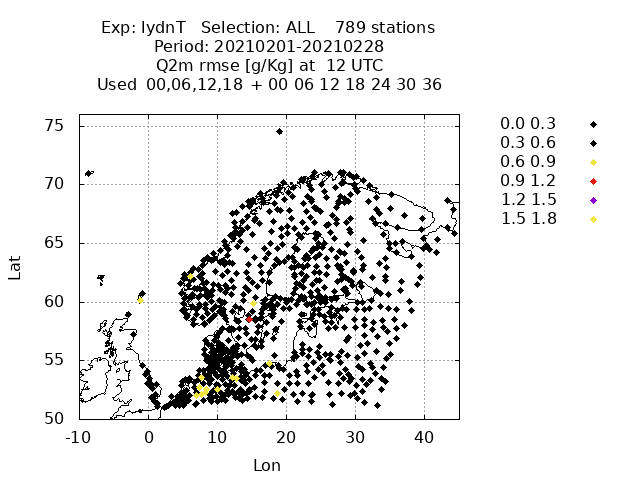 Exp: IydnT Selection: ALL 789 stations
Period: 20210201-20210228
Q2m rmse [g/Kg] at 12 UTC
Used 00,06,12,18 + 00 06 12 18 24 30 36
75
70
65
60
55
50
-10 0 10 20 30 40
Lat
Lon
0.0 0.3
0.3 0.6
0.6 0.9
0.9 1.2
1.2 1.5
1.5 1.8